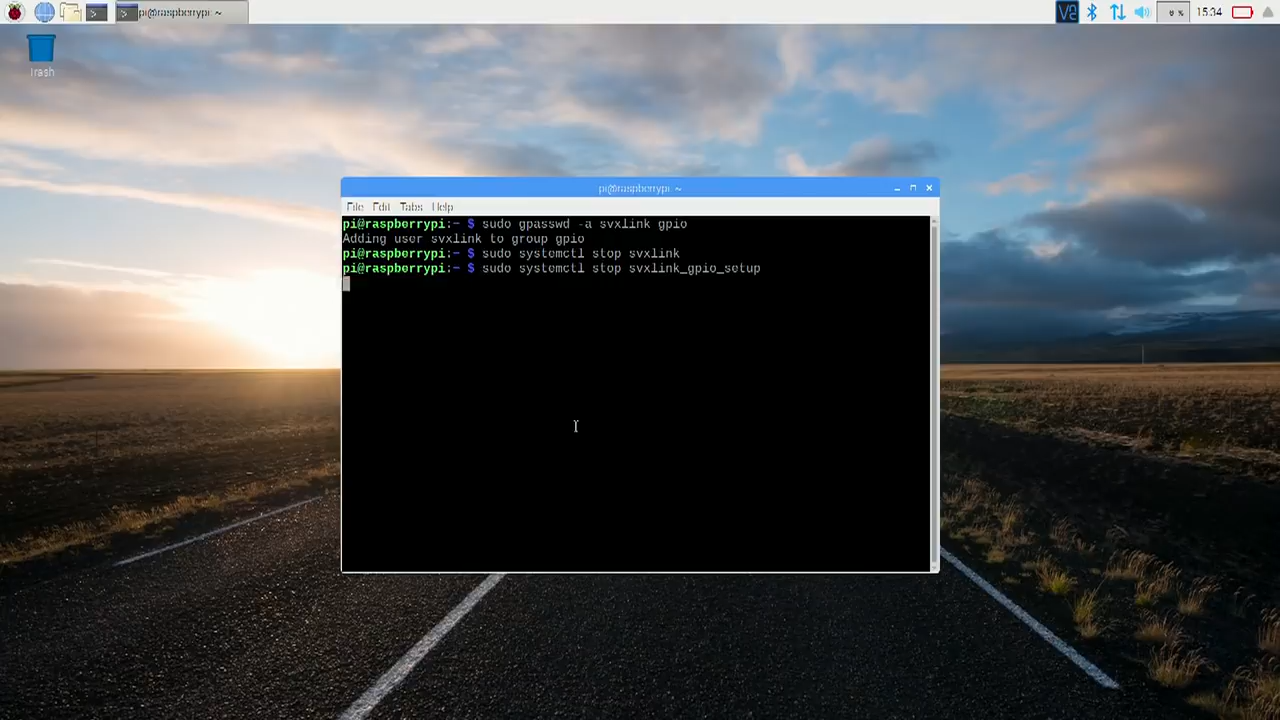 pi@raspberrypi: ~
0 %
15:34
Trash
pi@raspberrypi: ~
File Edit Tabs Help
pi@raspberrypi:~ $ sudo gpasswd -a svxlink gpio
Adding user svxlink to group gpio
pi@raspberrypi:~ $ sudo systemctl stop svxlink
pi@raspberrypi:~ $ sudo systemctl stop svxlink_gpio_setup